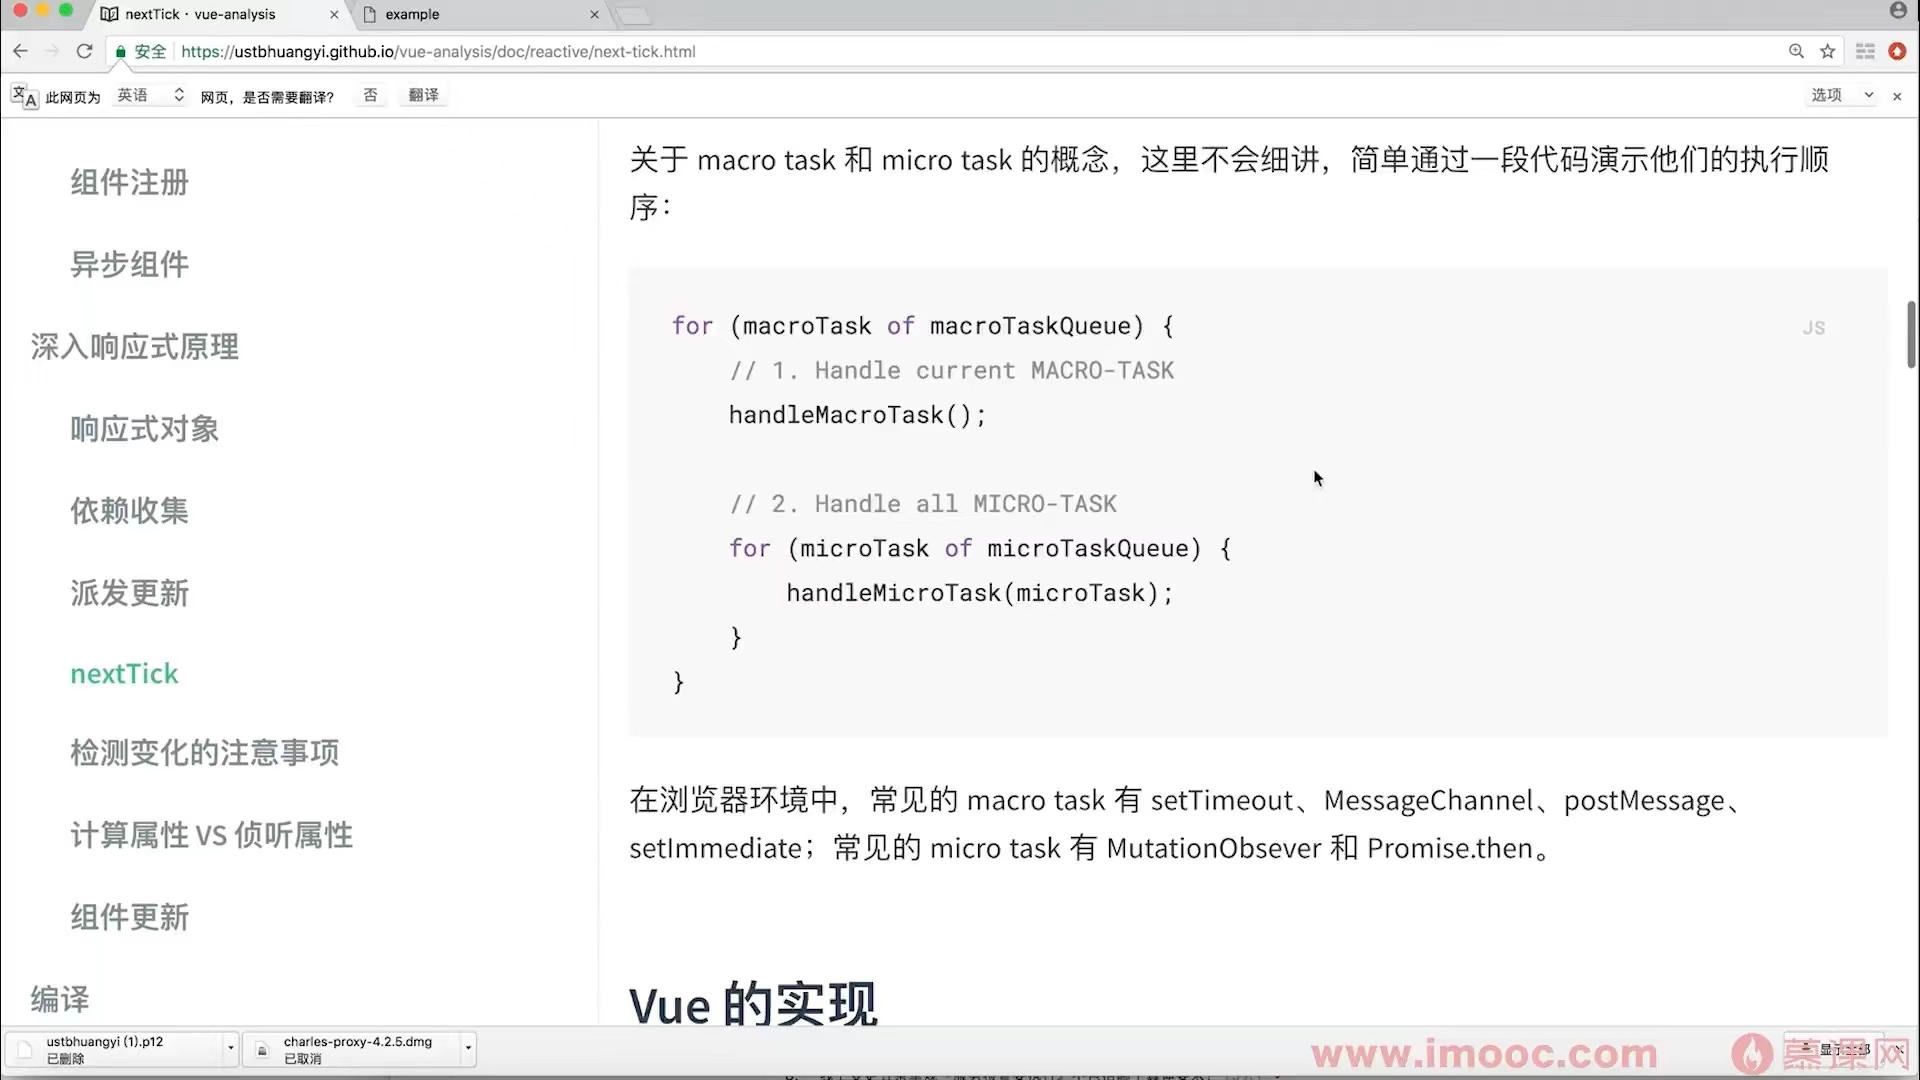 nextTick · vue-analysis
example
安全
https://ustbhuangyi.github.io/vue-analysis/doc/reactive/next-tick.html
此网页为 英语 网页，是否需要翻译？ 否 翻译
选项
组件注册
异步组件
深入响应式原理
响应式对象
依赖收集
派发更新
nextTick
检测变化的注意事项
计算属性 VS 侦听属性
组件更新
编译
关于 macro task 和 micro task 的概念，这里不会细讲，简单通过一段代码演示他们的执行顺
序：
JS
for (macroTask of macroTaskQueue) {
// 1. Handle current MACRO-TASK
handleMacroTask();
// 2. Handle all MICRO-TASK
for (microTask of microTaskQueue) {
handleMicroTask(microTask);
}
}
在浏览器环境中，常见的 macro task 有 setTimeout、MessageChannel、postMessage、
setImmediate；常见的 micro task 有 MutationObsever 和 Promise.then。
Vue 的实现
ustbhuangyi (1).p12
已删除
charles-proxy-4.2.5.dmg
已取消
www.imooc.com
慕课网